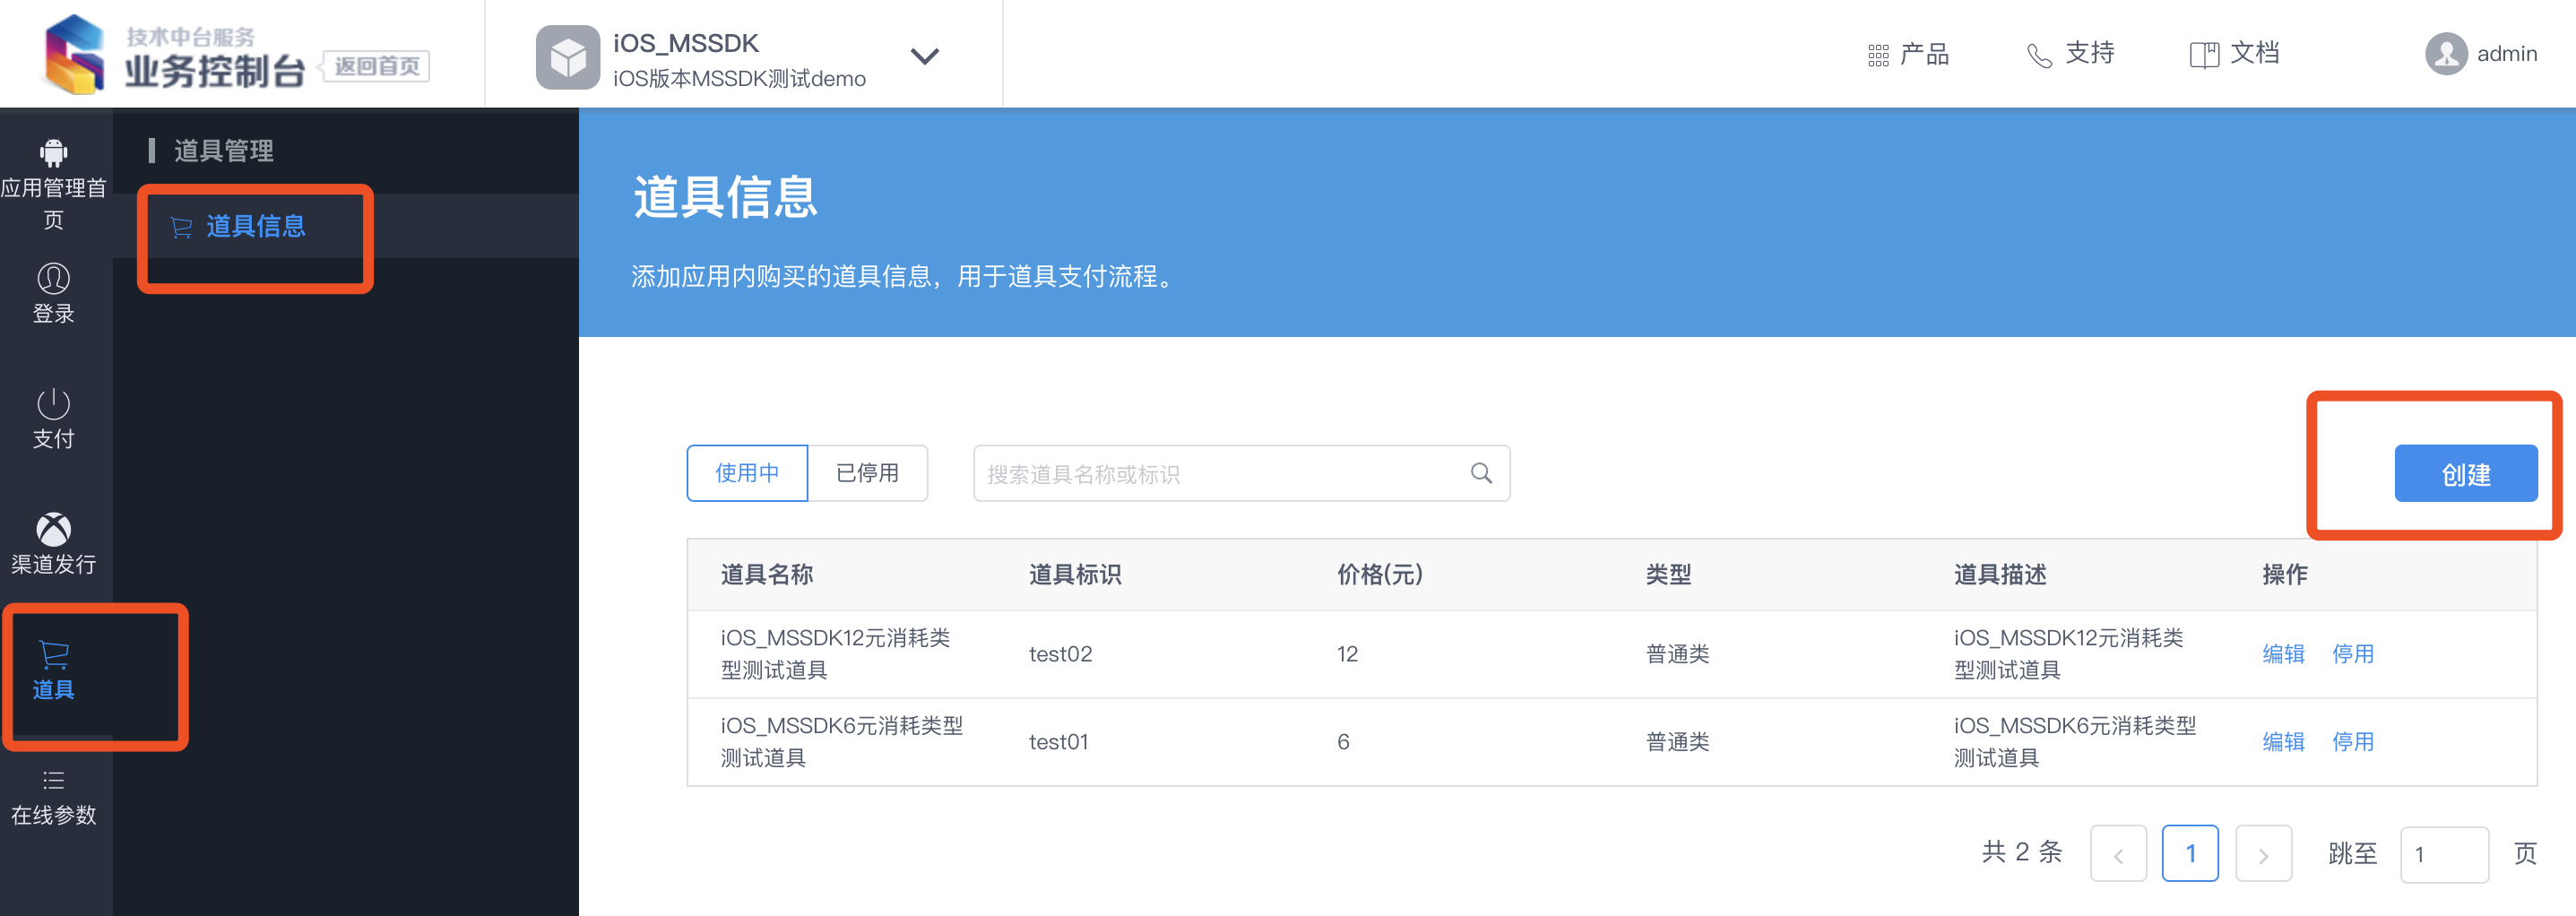 技术中台服务
业务控制台
返回首页
iOS_MSSDK
iOS版本MSSDK测试demo
产品
支持
文档
admin
应用管理首
页
登录
支付
渠道发行
道具
在线参数
道具管理
道具信息
道具信息
添加应用内购买的道具信息，用于道具支付流程。
使用中
已停用
搜索道具名称或标识
创建
道具名称 道具标识 价格(元) 类型 道具描述 操作
iOS_MSSDK12元消耗类
型测试道具
test02
12
普通类
iOS_MSSDK12元消耗类
型测试道具
编辑 停用
iOS_MSSDK6元消耗类型
测试道具
test01
6
普通类
iOS_MSSDK6元消耗类型
测试道具
编辑 停用
共 2 条 < 1 > 跳至 1 页